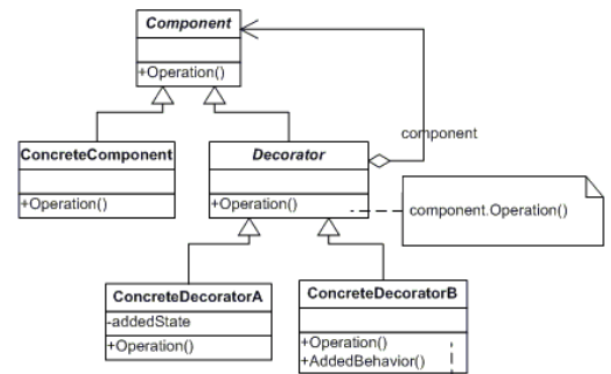 Component
+Operation()
component
ConcreteComponent
+Operation()
Decorator
+Operation()
component.Operation()
ConcreteDecoratorA
-addedState
+Operation()
ConcreteDecoratorB
+Operation()
+AddedBehavior()